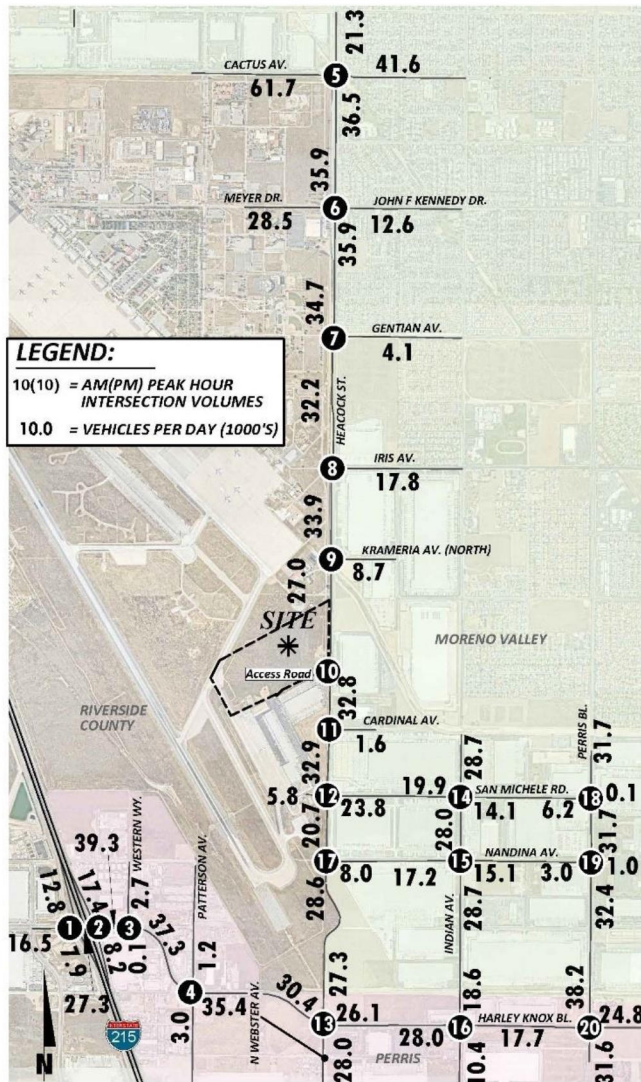 21.3
CACTUS AV.
41.6
5
61.7
36.5
35.9
MEYER DR.
6
JOHN F KENNEDY DR.
28.5
12.6
35.9
34.7
LEGEND:
10(10) = AM(PM) PEAK HOUR
INTERSECTION VOLUMES
10.0 = VEHICLES PER DAY (1000'S)
7
GENTIAN AV.
4.1
32.2
HEACOCK ST.
8
IRIS AV.
17.8
33.9
9
KRAMERIA AV. (NORTH)
8.7
27.0
SITE
MORENO VALLEY
Access Road
10
32.8
RIVERSIDE
COUNTY
11
CARDINAL AV.
1.6
PERRIS BL.
31.7
28.7
32.9
5.8
12
23.8
19.9
14
SAN MICHELE RD.
14.1
6.2
18
0.1
20.7
28.0
31.7
17
8.0
17.2
15
NANDINA AV.
15.1
3.0
19
1.0
28.6
INDIAN AV.
28.7
32.4
39.3
WESTERN WY.
2.7
PATTERSON AV.
12.8
17.4
16.5
1
2
3
7.9
8.2
0.1
37.3
1.2
27.3
4
35.4
3.0
30.4
N WEBSTER AV.
27.3
18.6
38.2
13
26.1
28.0
16
HARLEY KNOX BL.
17.7
20
24.8
INTERSTATE
215
28.0
PERRIS
10.4
31.6
N